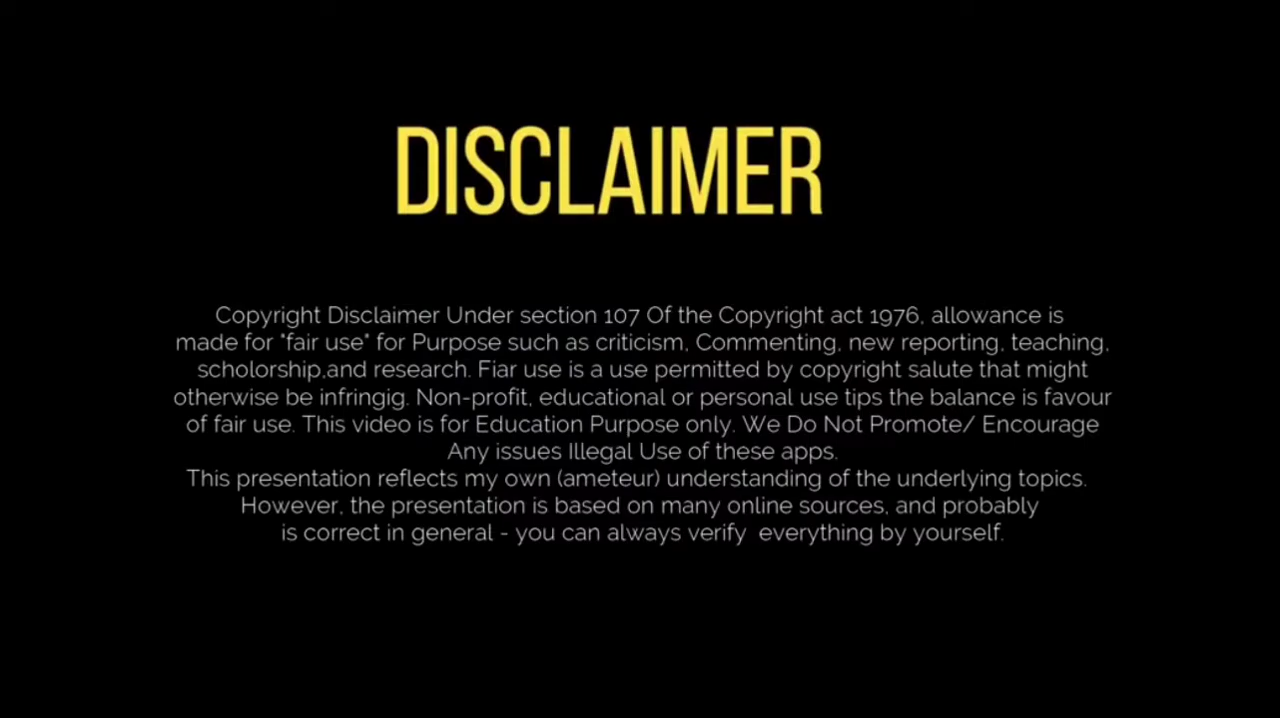 DISCLAIMER
Copyright Disclaimer Under section 107 Of the Copyright act 1976, allowance is
made for "fair use" for Purpose such as criticism, Commenting, new reporting, teaching,
scholorship,and research. Fiar use is a use permitted by copyright salute that might
otherwise be infringig. Non-profit, educational or personal use tips the balance is favour
of fair use. This video is for Education Purpose only. We Do Not Promote/ Encourage
Any issues Illegal Use of these apps.
This presentation reflects my own (ameteur) understanding of the underlying topics.
However, the presentation is based on many online sources, and probably
is correct in general - you can always verify  everything by yourself.